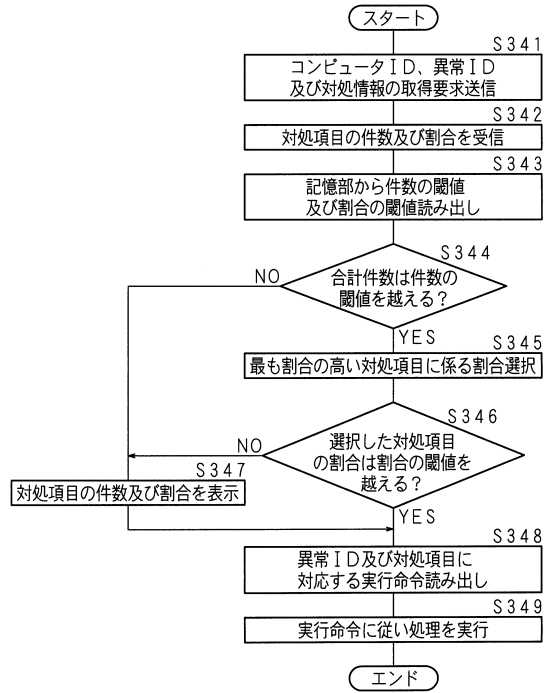 スタート
S341
コンピュータID、異常ID
及び対処情報の取得要求送信
S342
対処項目の件数及び割合を受信
S343
記憶部から件数の閾値
及び割合の閾値読み出し
S344
合計件数は件数の
閾値を越える?
NO
YES
S345
最も割合の高い対処項目に係る割合選択
S346
選択した対処項目
の割合は割合の閾値を
越える?
NO
YES
S347
対処項目の件数及び割合を表示
S348
異常ID及び対処項目に
対応する実行命令読み出し
S349
実行命令に従い処理を実行
エンド